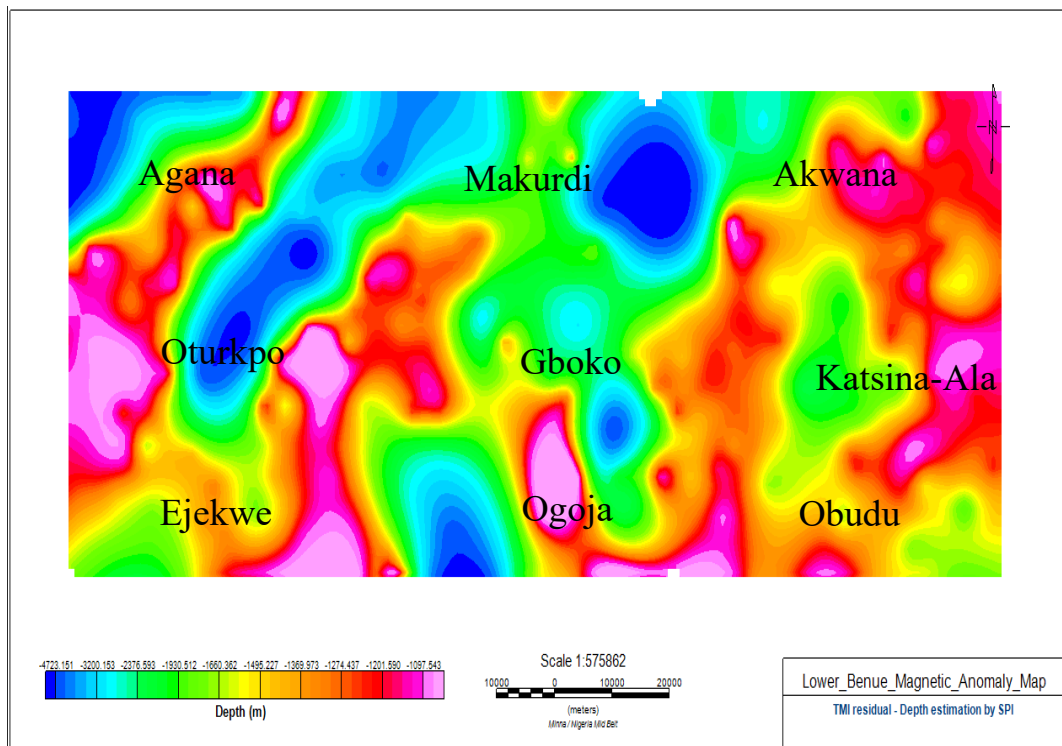 N
Agana
Makurdi
Akwana
Oturkpo
Gboko
Katsina-Ala
Ejekwe
Ogoja
Obudu
-4723.151 -3200.153 -2376.593 -1930.512 -1660.362 -1495.227 -1369.973 -1274.437 -1201.590 -1097.543
Depth (m)
Scale 1:575862
10000 0 10000 20000
(meters)
Minna / Nigeria Mid Belt
Lower_Benue_Magnetic_Anomaly_Map
TMI residual - Depth estimation by SPI